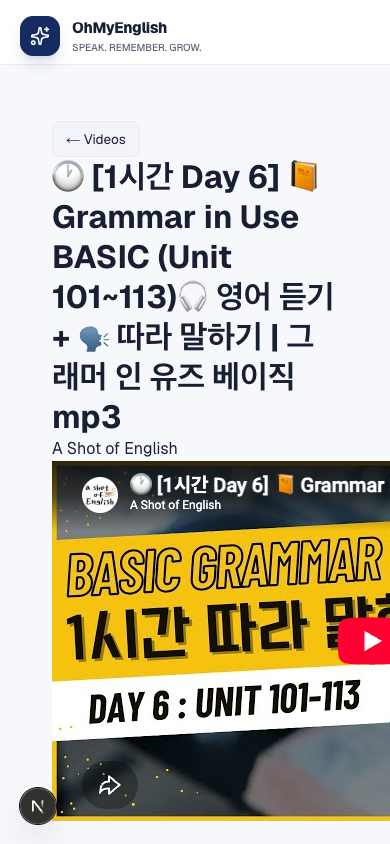 OhMyEnglish
SPEAK. REMEMBER. GROW.
← Videos
🕐 [1시간 Day 6] 📙
Grammar in Use
BASIC (Unit
101~113)🎧 영어 듣기
+ 🗣️ 따라 말하기 | 그
래머 인 유즈 베이직
mp3
A Shot of English
a shot
of
English
🕐 [1시간 Day 6] 📙 Grammar
A Shot of English
BASIC GRAMMAR
1시간 따라
DAY 6 : UNIT 101-113
N